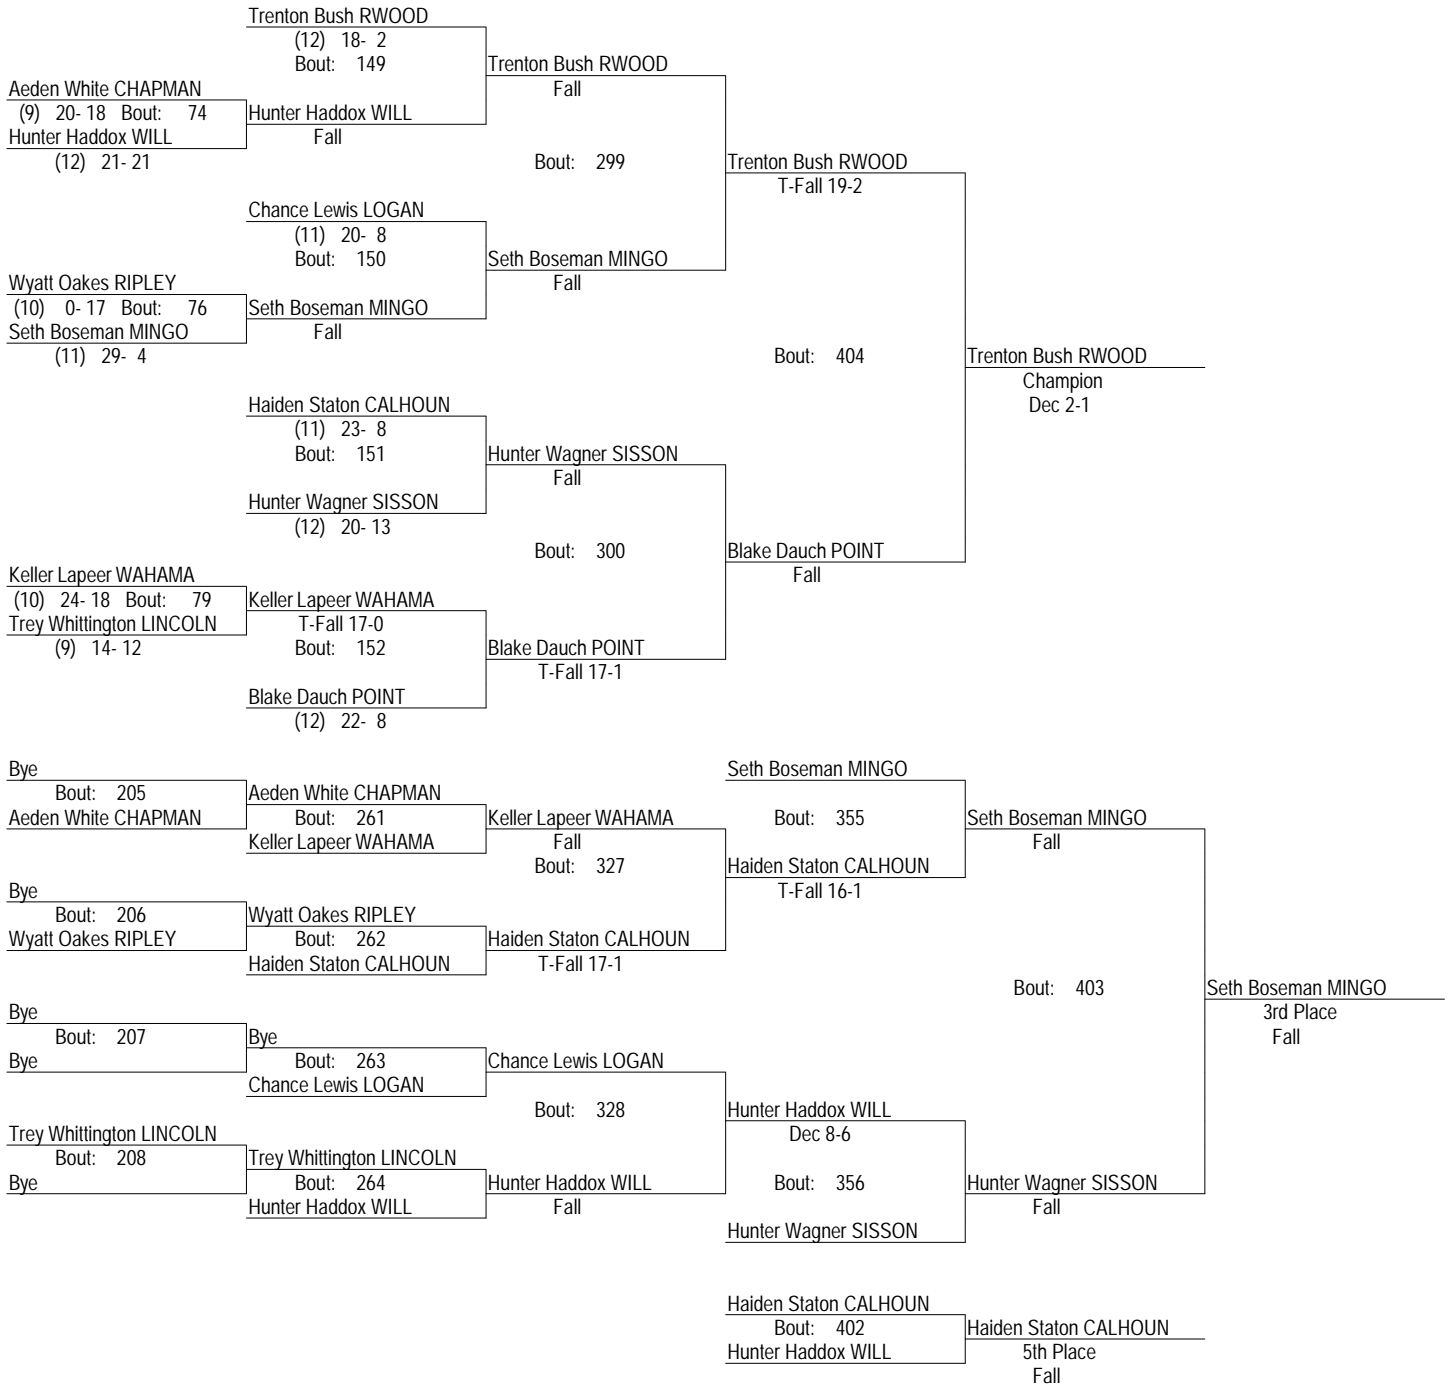 Trenton Bush RWOOD
(12) 18- 2
Bout: 149
Trenton Bush RWOOD
Fall
Aeden White CHAPMAN
(9) 20- 18 Bout: 74
Hunter Haddox WILL
Hunter Haddox WILL
Fall
(12) 21- 21
Bout: 299
Trenton Bush RWOOD
T-Fall 19-2
Chance Lewis LOGAN
(11) 20- 8
Bout: 150
Seth Boseman MINGO
Fall
Wyatt Oakes RIPLEY
(10) 0- 17 Bout: 76
Seth Boseman MINGO
Seth Boseman MINGO
Fall
(11) 29- 4
Bout: 404
Trenton Bush RWOOD
Champion
Dec 2-1
Haiden Staton CALHOUN
(11) 23- 8
Bout: 151
Hunter Wagner SISSON
Fall
Hunter Wagner SISSON
(12) 20- 13
Bout: 300
Blake Dauch POINT
Fall
Keller Lapeer WAHAMA
(10) 24- 18 Bout: 79
Keller Lapeer WAHAMA
Trey Whittington LINCOLN
T-Fall 17-0
(9) 14- 12
Bout: 152
Blake Dauch POINT
T-Fall 17-1
Blake Dauch POINT
(12) 22- 8
Bye
Bout: 205
Aeden White CHAPMAN
Aeden White CHAPMAN
Bout: 261
Keller Lapeer WAHAMA
Keller Lapeer WAHAMA
Fall
Bout: 327
Seth Boseman MINGO
Bout: 355
Seth Boseman MINGO
Fall
Haiden Staton CALHOUN
T-Fall 16-1
Bye
Bout: 206
Wyatt Oakes RIPLEY
Wyatt Oakes RIPLEY
Bout: 262
Haiden Staton CALHOUN
Haiden Staton CALHOUN
T-Fall 17-1
Bout: 403
Seth Boseman MINGO
3rd Place
Fall
Bye
Bout: 207
Bye
Bye
Bout: 263
Chance Lewis LOGAN
Chance Lewis LOGAN
Bout: 328
Hunter Haddox WILL
Dec 8-6
Trey Whittington LINCOLN
Bout: 208
Bye
Trey Whittington LINCOLN
Bout: 264
Hunter Haddox WILL
Hunter Haddox WILL
Fall
Bout: 356
Hunter Wagner SISSON
Fall
Hunter Wagner SISSON
Haiden Staton CALHOUN
Bout: 402
Hunter Haddox WILL
Haiden Staton CALHOUN
5th Place
Fall